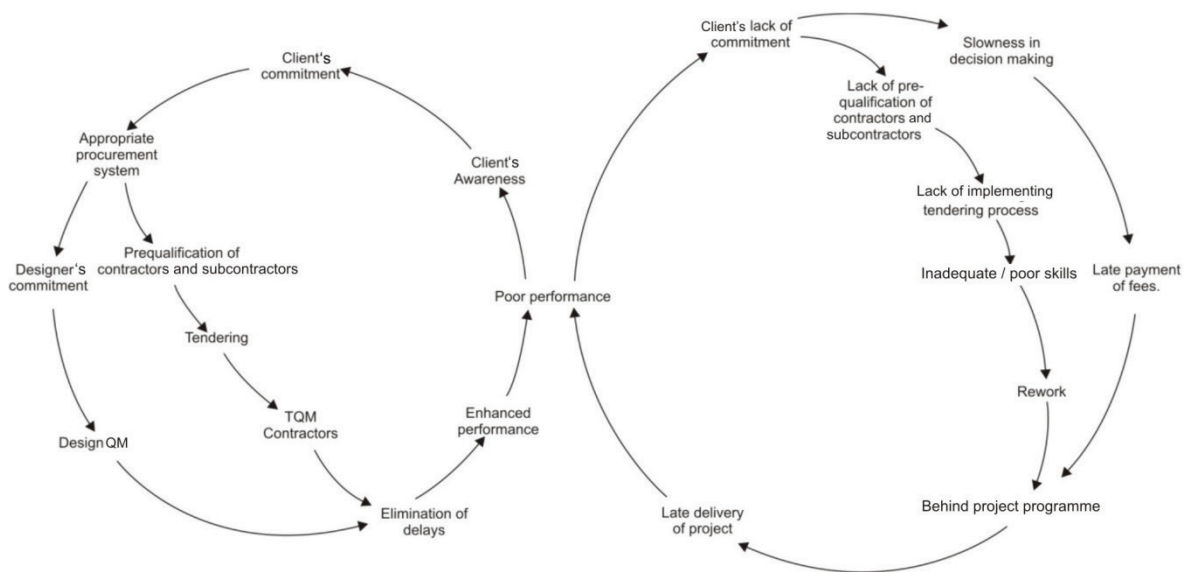 Client's
commitment
Appropriate
procurement
system
Client's
Awareness
Designer's
commitment
Prequalification of
contractors and subcontractors
Tendering
TQM
Contractors
Design QM
Enhanced
performance
Elimination of
delays
Poor performance
Client's lack of
commitment
Slowness in
decision making
Lack of pre-
qualification of
contractors and
subcontractors
Lack of implementing
tendering process
Inadequate / poor skills
Late payment
of fees.
Rework
Behind project programme
Late delivery
of project